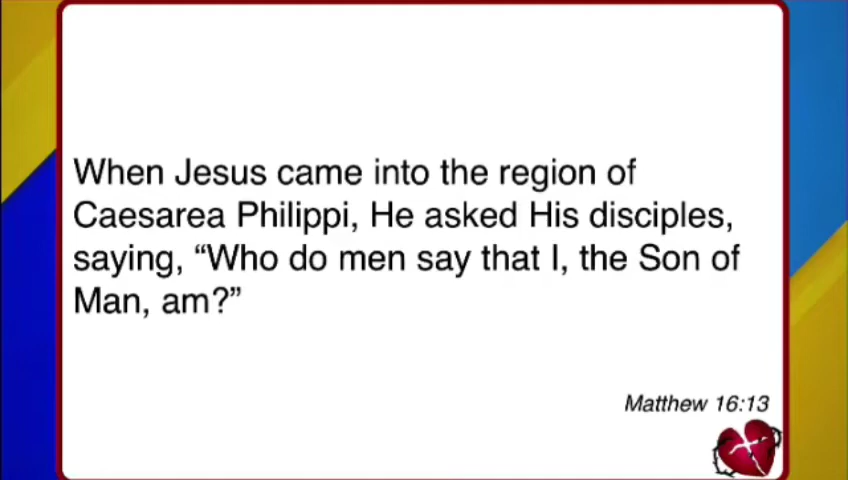 When Jesus came into the region of
Caesarea Philippi, He asked His disciples,
saying, “Who do men say that I, the Son of
Man, am?”
Matthew 16:13